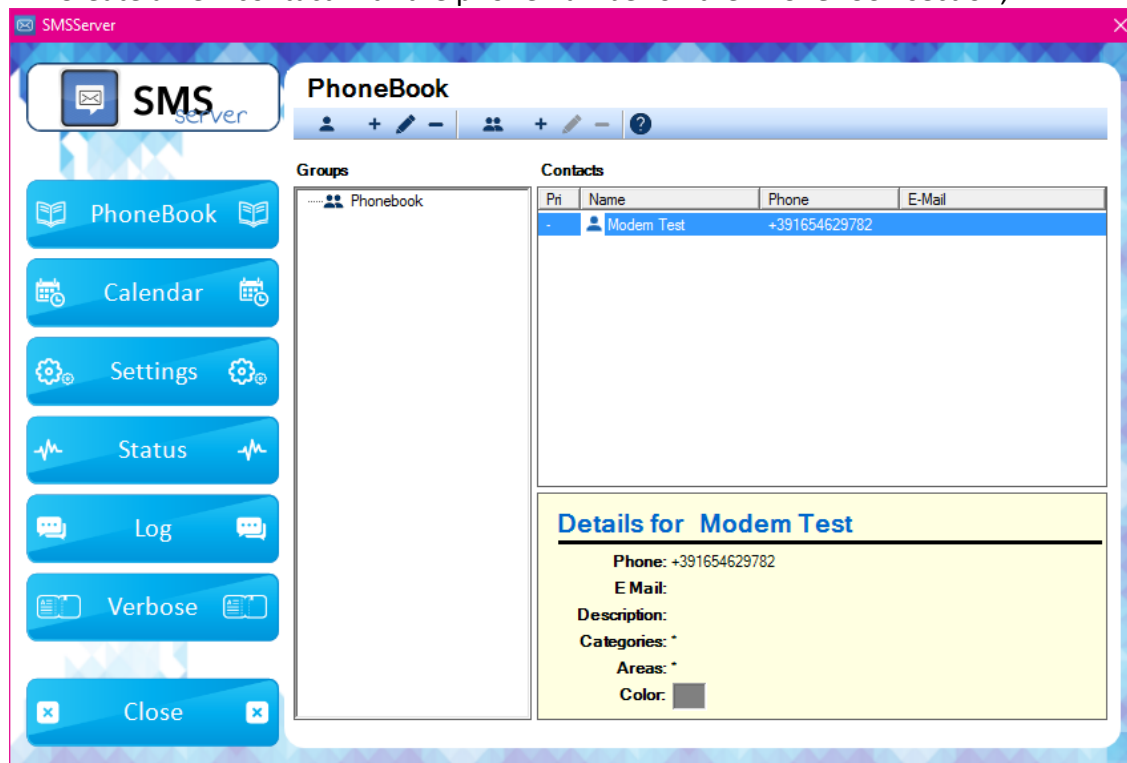 SMSServer
SMS
server
PhoneBook
Groups
Contacts
Phonebook
Pri Name Phone E-Mail
- Modem Test +391654629782
PhoneBook
Calendar
Settings
Status
Log
Verbose
Close
Details for Modem Test
Phone: +391654629782
E Mail:
Description:
Categories: *
Areas: *
Color: